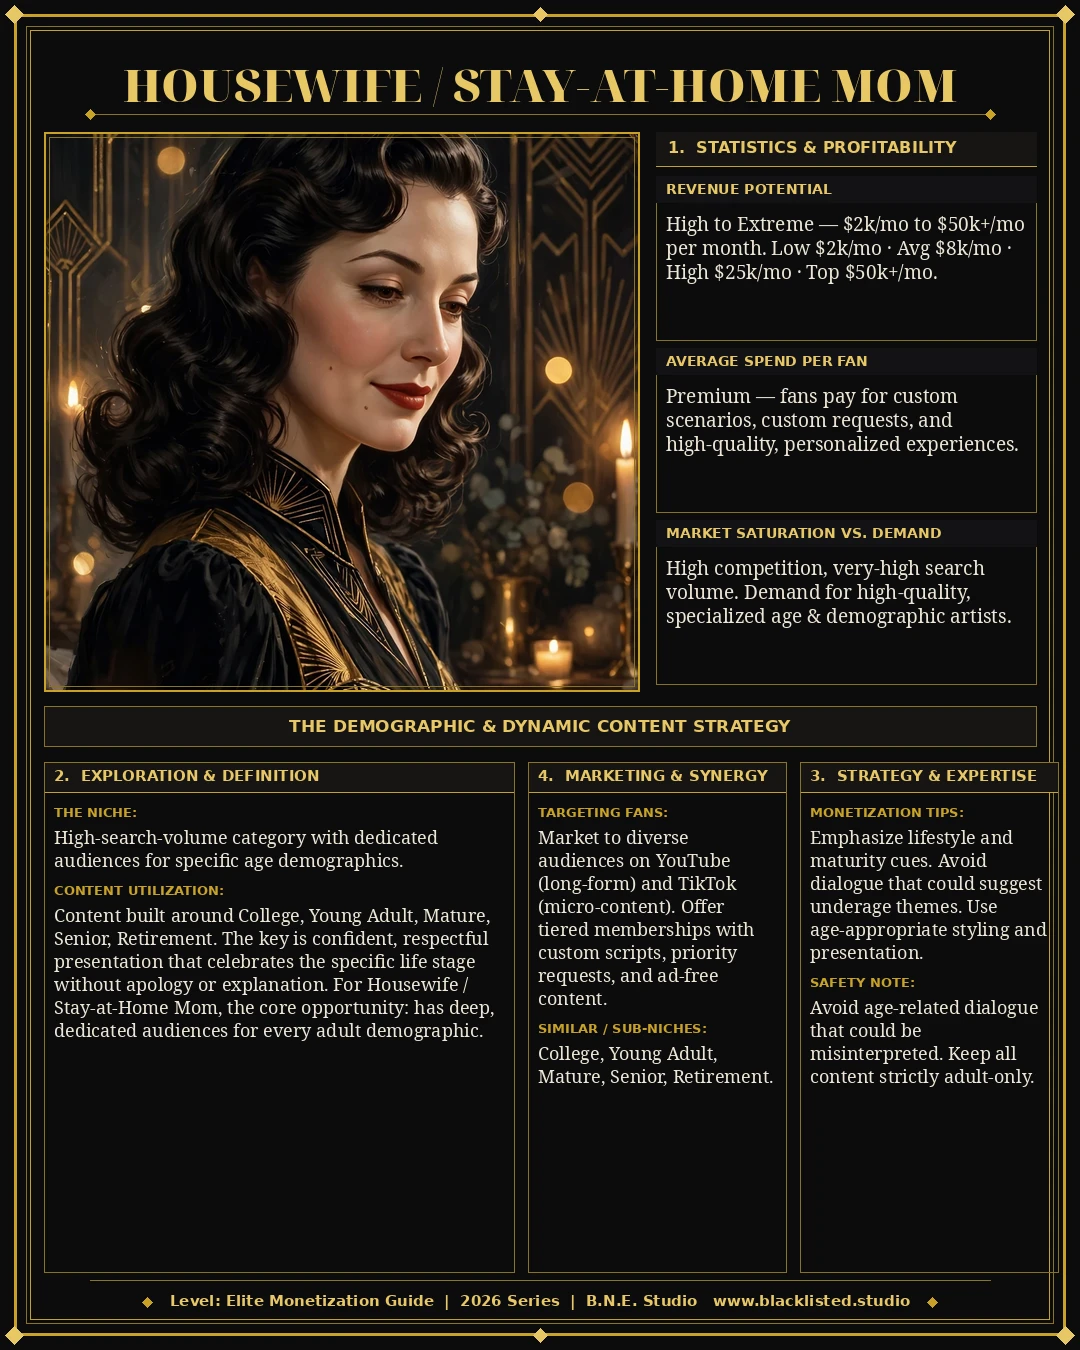 HOUSEWIFE / STAY-AT-HOME MOM
1. STATISTICS & PROFITABILITY
REVENUE POTENTIAL
High to Extreme — $2k/mo to $50k+/mo
per month. Low $2k/mo · Avg $8k/mo ·
High $25k/mo · Top $50k+/mo.
AVERAGE SPEND PER FAN
Premium — fans pay for custom
scenarios, custom requests, and
high-quality, personalized experiences.
MARKET SATURATION VS. DEMAND
High competition, very-high search
volume. Demand for high-quality,
specialized age & demographic artists.
THE DEMOGRAPHIC & DYNAMIC CONTENT STRATEGY
2. EXPLORATION & DEFINITION
THE NICHE:
High-search-volume category with dedicated
audiences for specific age demographics.
CONTENT UTILIZATION:
Content built around College, Young Adult, Mature,
Senior, Retirement. The key is confident, respectful
presentation that celebrates the specific life stage
without apology or explanation. For Housewife /
Stay-at-Home Mom, the core opportunity: has deep,
dedicated audiences for every adult demographic.
4. MARKETING & SYNERGY
TARGETING FANS:
Market to diverse
audiences on YouTube
(long-form) and TikTok
(micro-content). Offer
tiered memberships with
custom scripts, priority
requests, and ad-free
content.
SIMILAR / SUB-NICHES:
College, Young Adult,
Mature, Senior, Retirement.
3. STRATEGY & EXPERTISE
MONETIZATION TIPS:
Emphasize lifestyle and
maturity cues. Avoid
dialogue that could suggest
underage themes. Use
age-appropriate styling and
presentation.
SAFETY NOTE:
Avoid age-related dialogue
that could be
misinterpreted. Keep all
content strictly adult-only.
Level: Elite Monetization Guide | 2026 Series | B.N.E. Studio www.blacklisted.studio